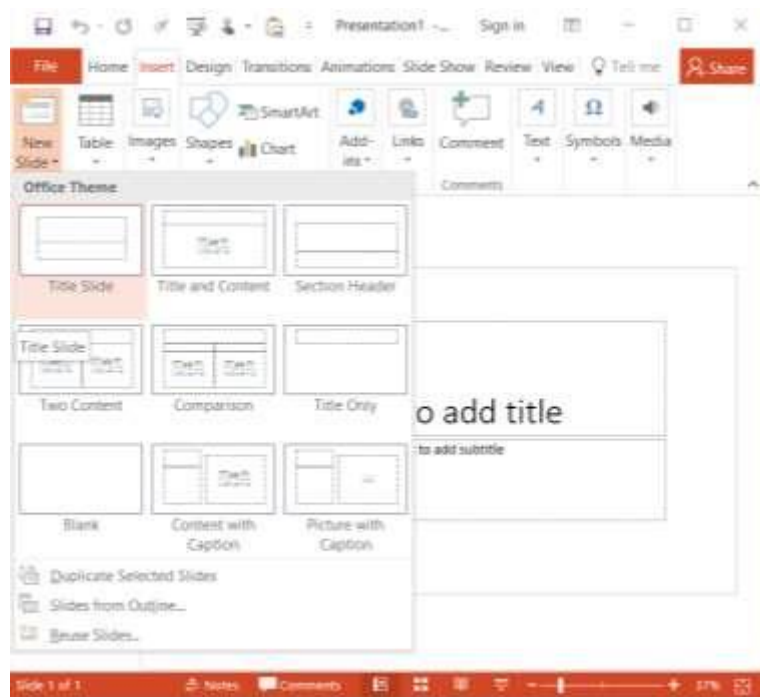 Presentation1 -... Sign in
File Home Insert Design Transitions Animations Slide Show Review View Tell me Share
New Slide Table Images Shapes SmartArt Chart Add-ins Links Comment Text Symbols Media
Comments
Office Theme
Title Slide Title and Content Section Header
Title Slide
Two Content Comparison Title Only
Blank Content with Caption Picture with Caption
Duplicate Selected Slides
Slides from Outline...
Reuse Slides...
o add title
to add subtitle
Slide 1 of 1 Notes Comments 37%